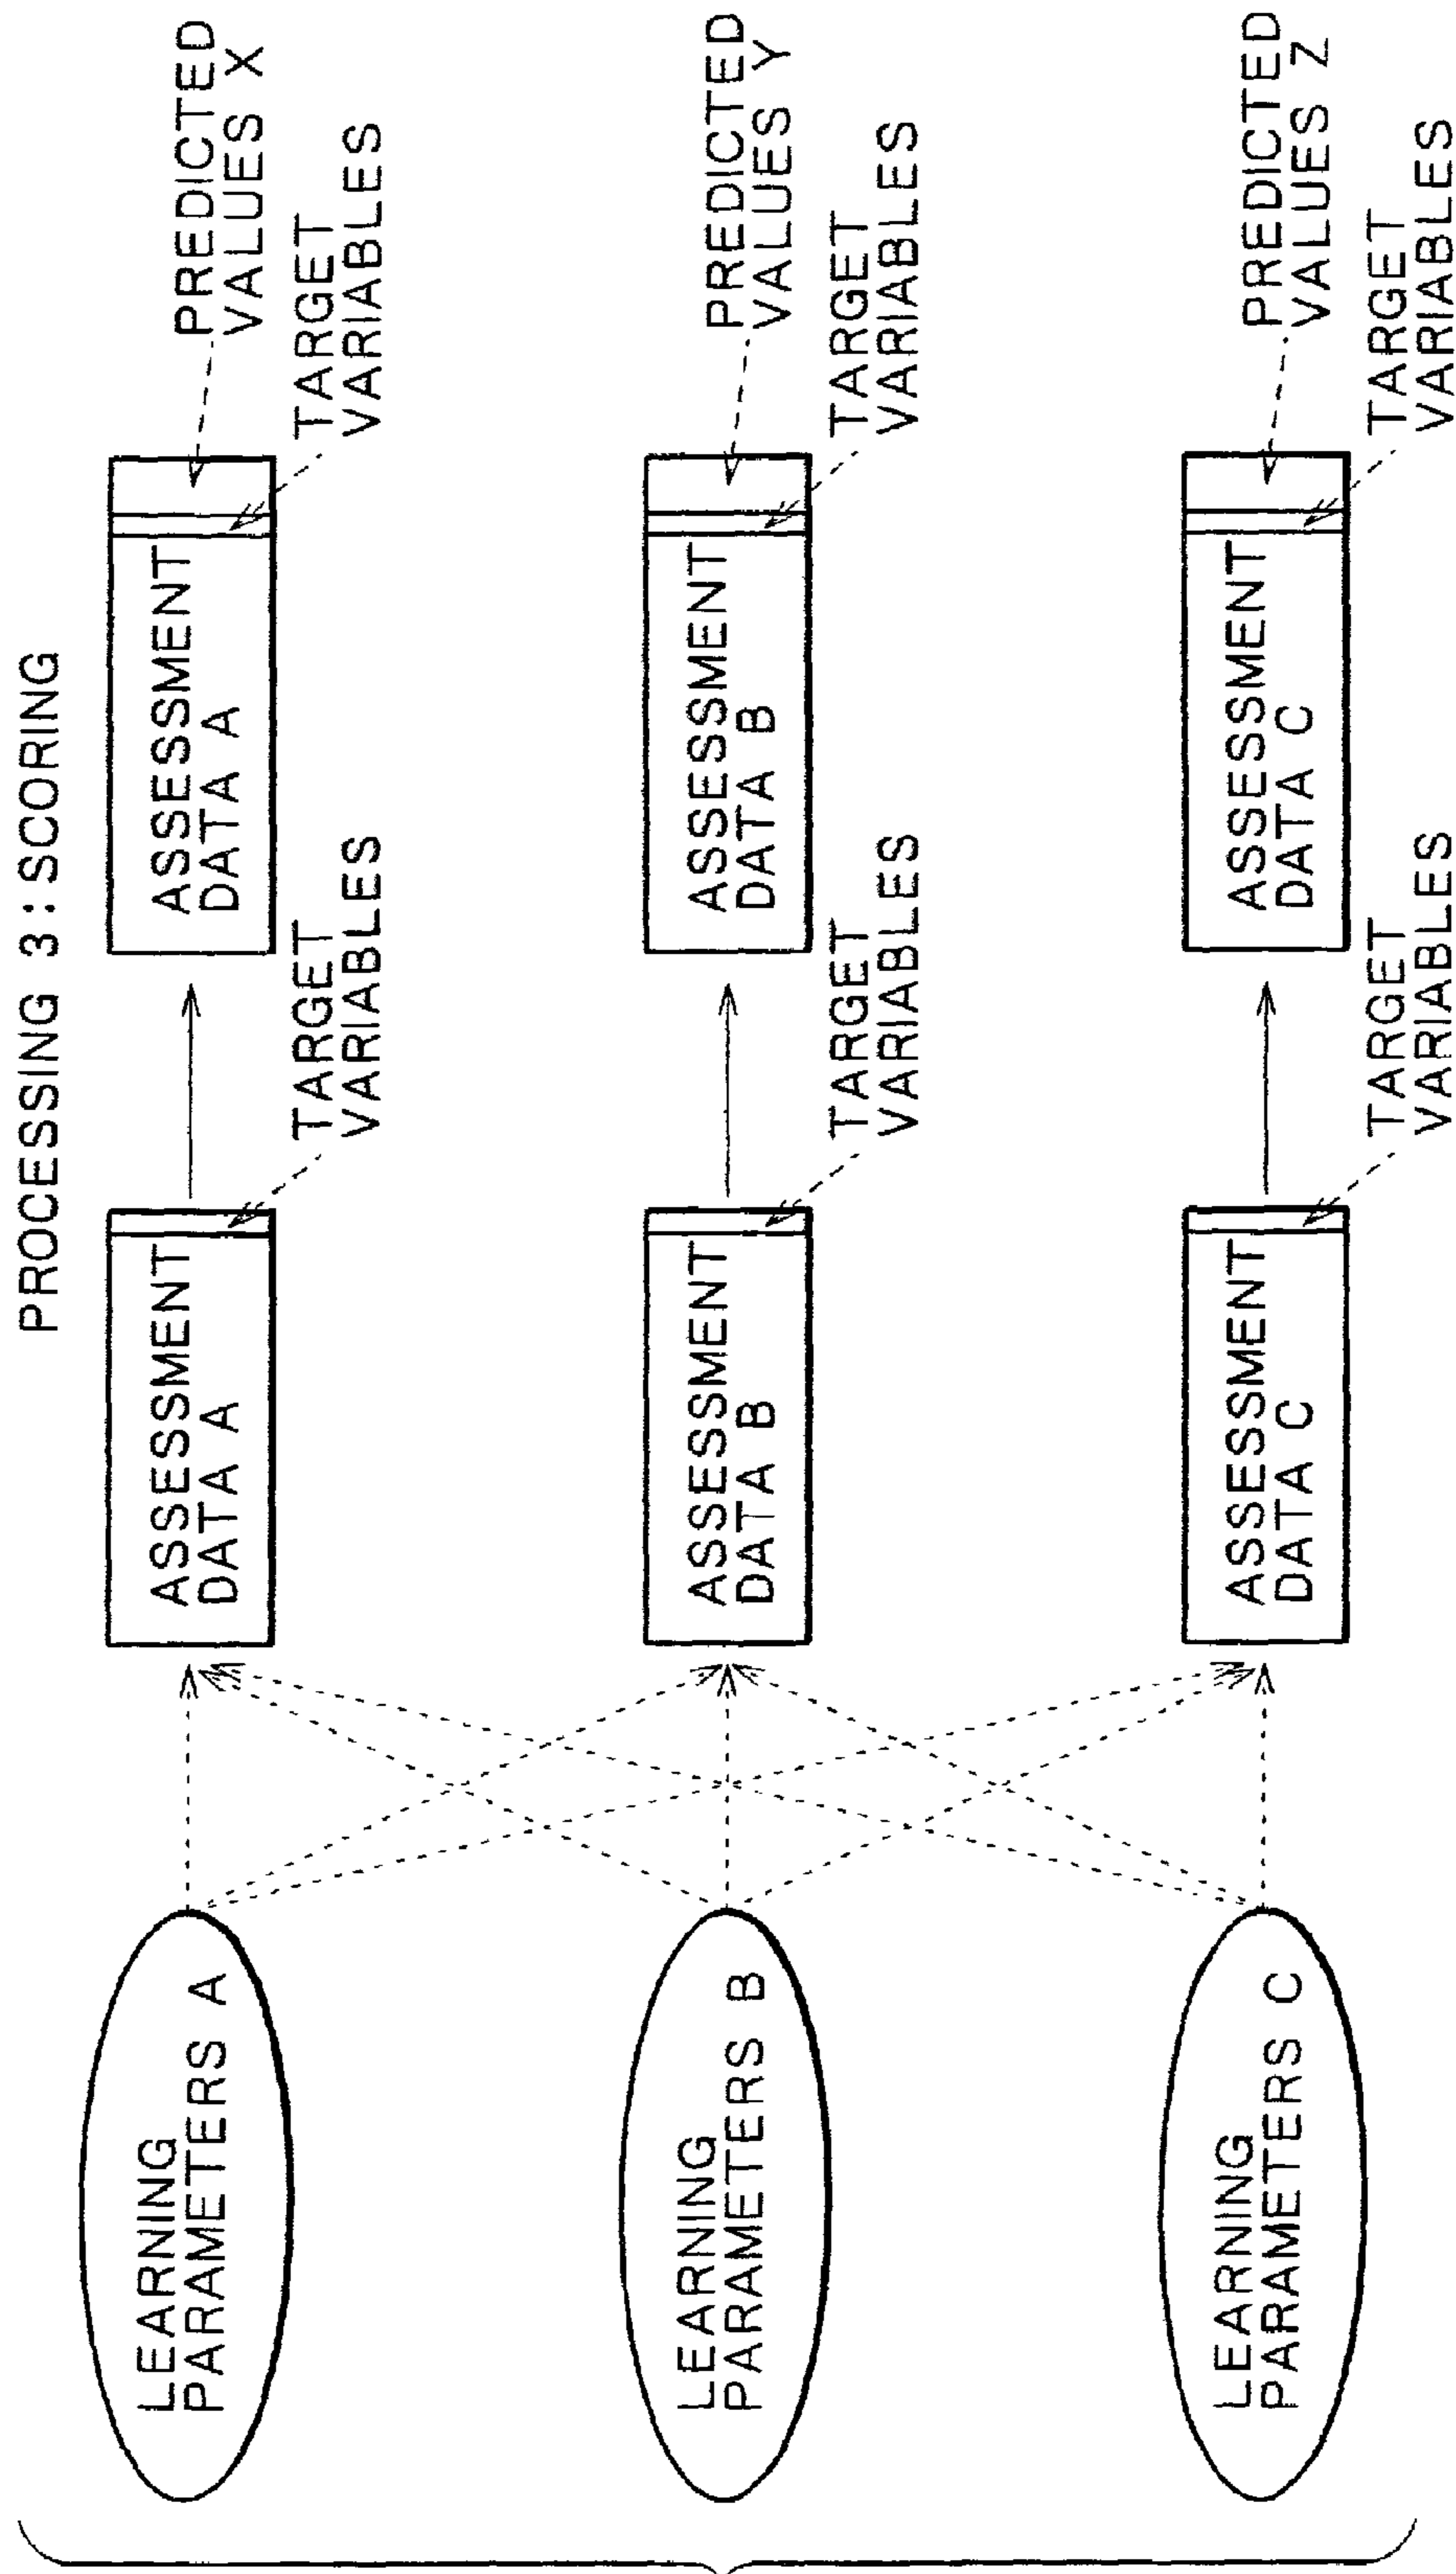 PROCESSING 3 : SCORING
LEARNING
PARAMETERS A
ASSESSMENT
DATA A
TARGET
VARIABLES
ASSESSMENT
DATA A
PREDICTED
VALUES X
TARGET
VARIABLES
LEARNING
PARAMETERS B
ASSESSMENT
DATA B
TARGET
VARIABLES
ASSESSMENT
DATA B
PREDICTED
VALUES Y
TARGET
VARIABLES
LEARNING
PARAMETERS C
ASSESSMENT
DATA C
TARGET
VARIABLES
ASSESSMENT
DATA C
PREDICTED
VALUES Z
TARGET
VARIABLES